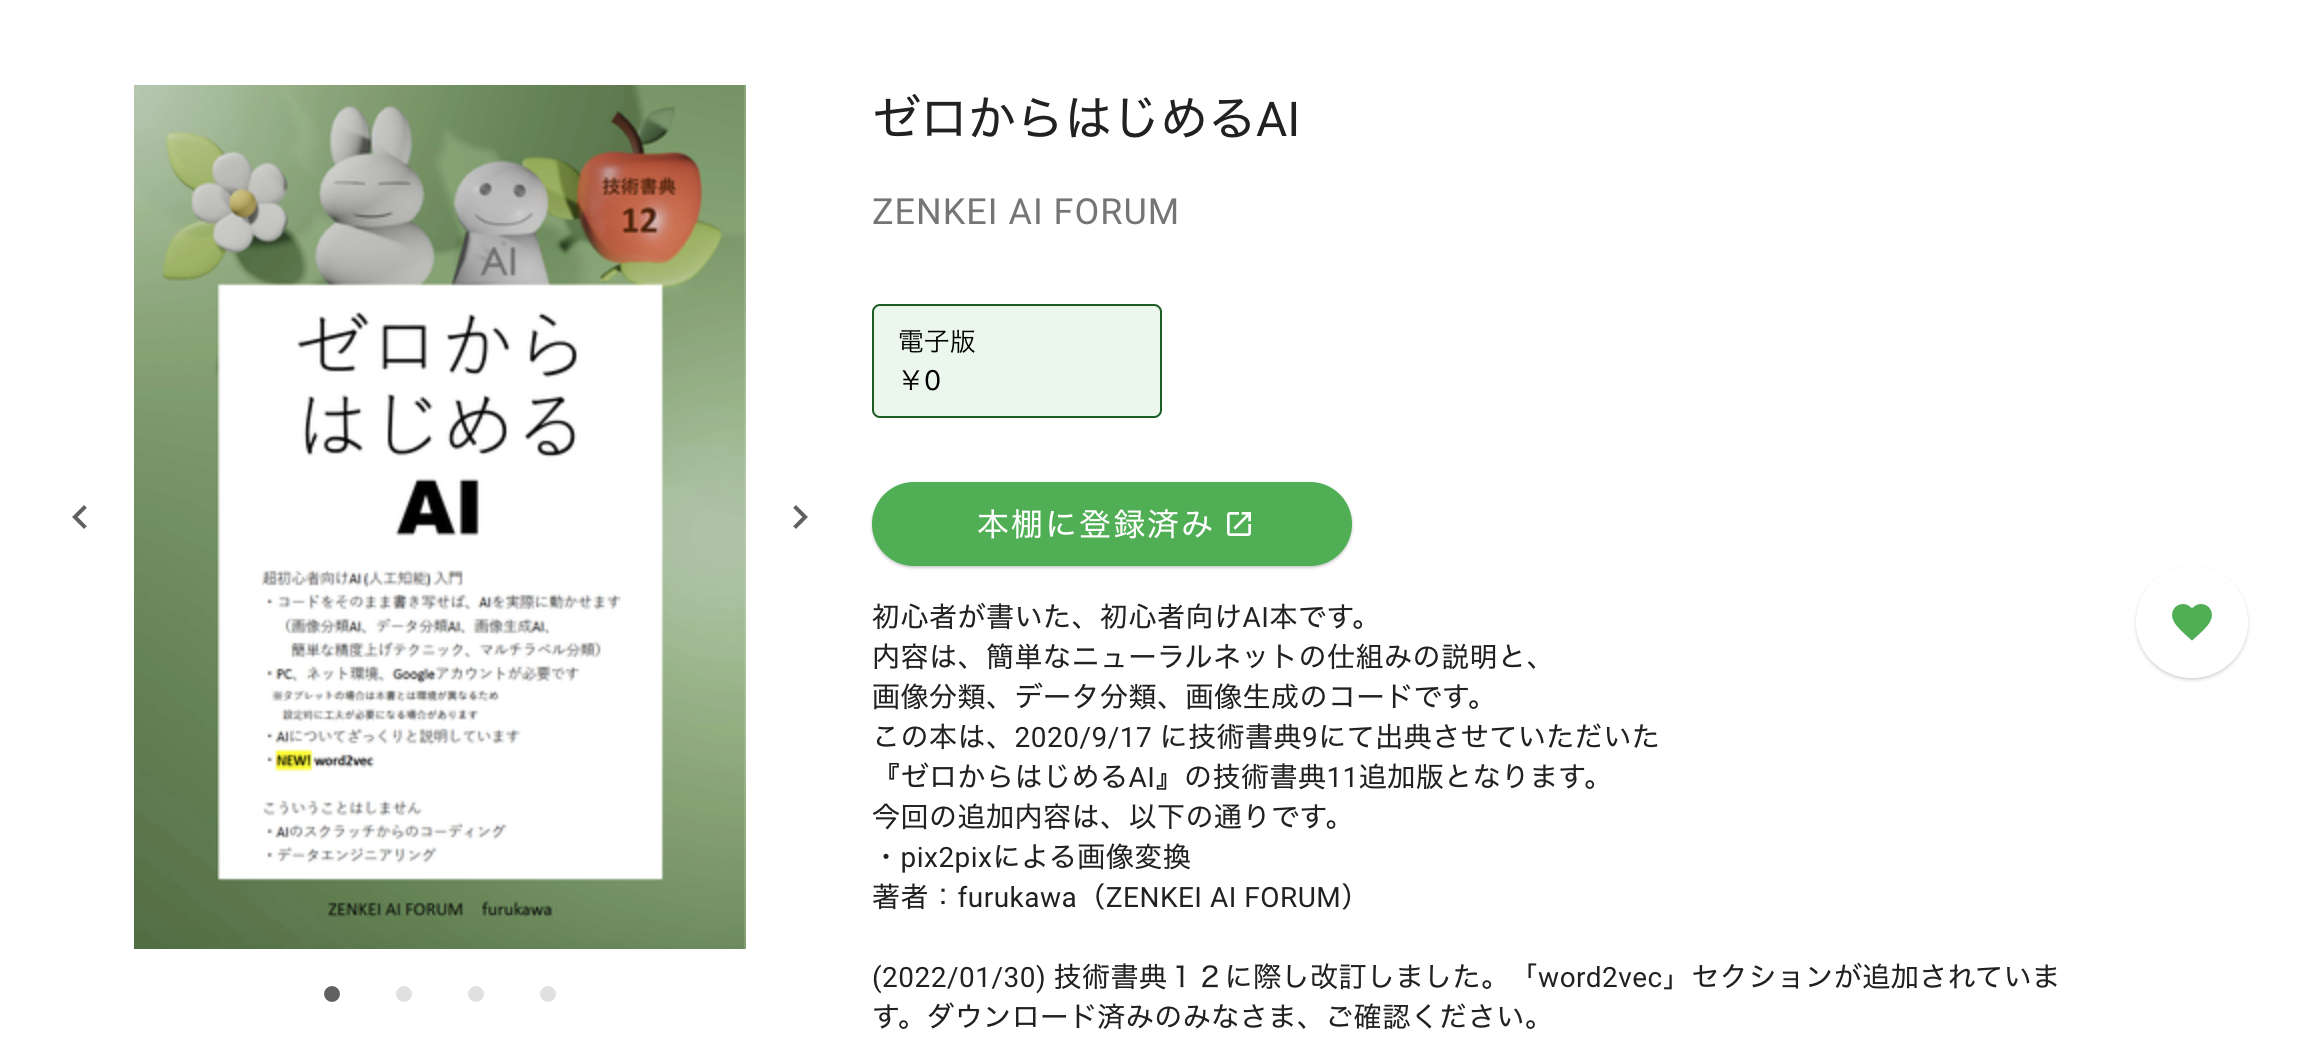 技術書典
12
AI
ゼロから
はじめる
AI
超初心者向けAI (人工知能) 入門
・コードをそのまま書き写せば、AIを実際に動かせます
（画像分類AI、データ分類AI、画像生成AI、
簡単な精度上げテクニック、マルチラベル分類）
・PC、ネット環境、Googleアカウントが必要です
※タブレットの場合は本書とは環境が異なるため
設定時に工夫が必要になる場合があります
・AIについてざっくりと説明しています
・NEW! word2vec
こういうことはしません
・AIのスクラッチからのコーディング
・データエンジニアリング
ZENKEI AI FORUM　furukawa
ゼロからはじめるAI
ZENKEI AI FORUM
電子版
￥0
本棚に登録済み
初心者が書いた、初心者向けAI本です。
内容は、簡単なニューラルネットの仕組みの説明と、
画像分類、データ分類、画像生成のコードです。
この本は、2020/9/17 に技術書典9にて出典させていただいた
『ゼロからはじめるAI』の技術書典11追加版となります。
今回の追加内容は、以下の通りです。
・pix2pixによる画像変換
著者：furukawa（ZENKEI AI FORUM）
(2022/01/30) 技術書典１２に際し改訂しました。「word2vec」セクションが追加されていま
す。ダウンロード済みのみなさま、ご確認ください。